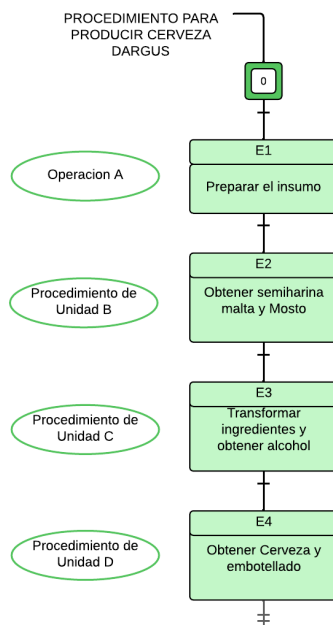 PROCEDIMIENTO PARA
PRODUCIR CERVEZA
DARGUS
0
E1
Operacion A
Preparar el insumo
E2
Procedimiento de
Unidad B
Obtener semiharina
malta y Mosto
E3
Procedimiento de
Unidad C
Transformar
ingredientes y
obtener alcohol
E4
Procedimiento de
Unidad D
Obtener Cerveza y
embotellado